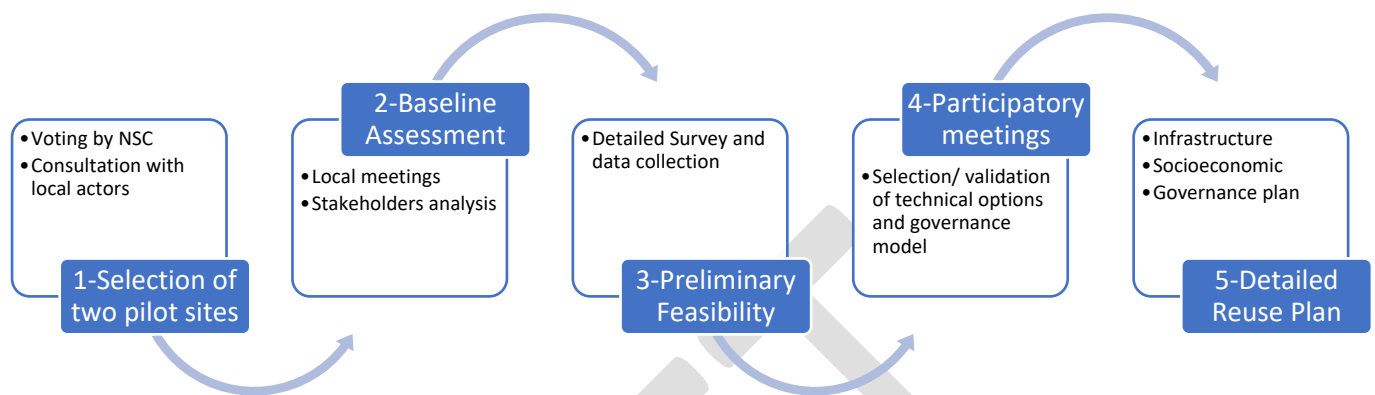 •Voting by NSC
•Consultation with
local actors
1-Selection of
two pilot sites
2-Baseline
Assessment
•Local meetings
•Stakeholders analysis
•Detailed Survey and
data collection
3-Preliminary
Feasibility
4-Participatory
meetings
•Selection/ validation
of technical options
and governance
model
•Infrastructure
•Socioeconomic
•Governance plan
5-Detailed
Reuse Plan